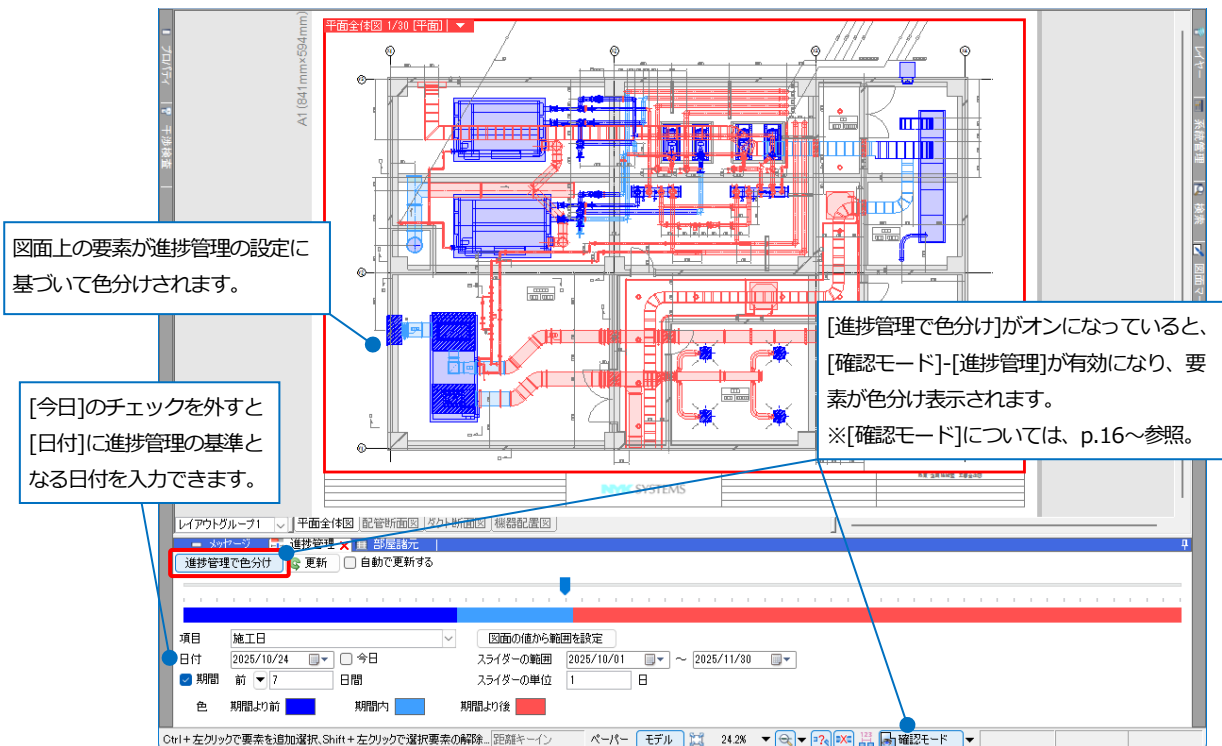 平面全体図 1/30 [平面]
A1 (841mm×594mm)
プロパティ
干渉検査
レイヤー
系統管理
検索
図面マ
図面上の要素が進捗管理の設定に
基づいて色分けされます。
[進捗管理で色分け]がオンになっていると、
[確認モード]-[進捗管理]が有効になり、要
素が色分け表示されます。
※[確認モード]については、p.16~参照。
[今日]のチェックを外すと
[日付]に進捗管理の基準と
なる日付を入力できます。
NYK SYSTEMS
レイアウトグループ1 平面全体図 配管断面図 ダクト断面図 機器配置図
メッセージ 進捗管理 部屋諸元
進捗管理で色分け 更新 自動で更新する
項目 施工日 図面の値から範囲を設定
日付 2025/10/24 今日 スライダーの範囲 2025/10/01 ~ 2025/11/30
期間 前 7 日間 スライダーの単位 1 日
色 期間より前 期間内 期間より後
Ctrl+左クリックで要素を追加選択、Shift+左クリックで選択要素の解除... 距離キーイン ペーパー モデル 24.2% 確認モード